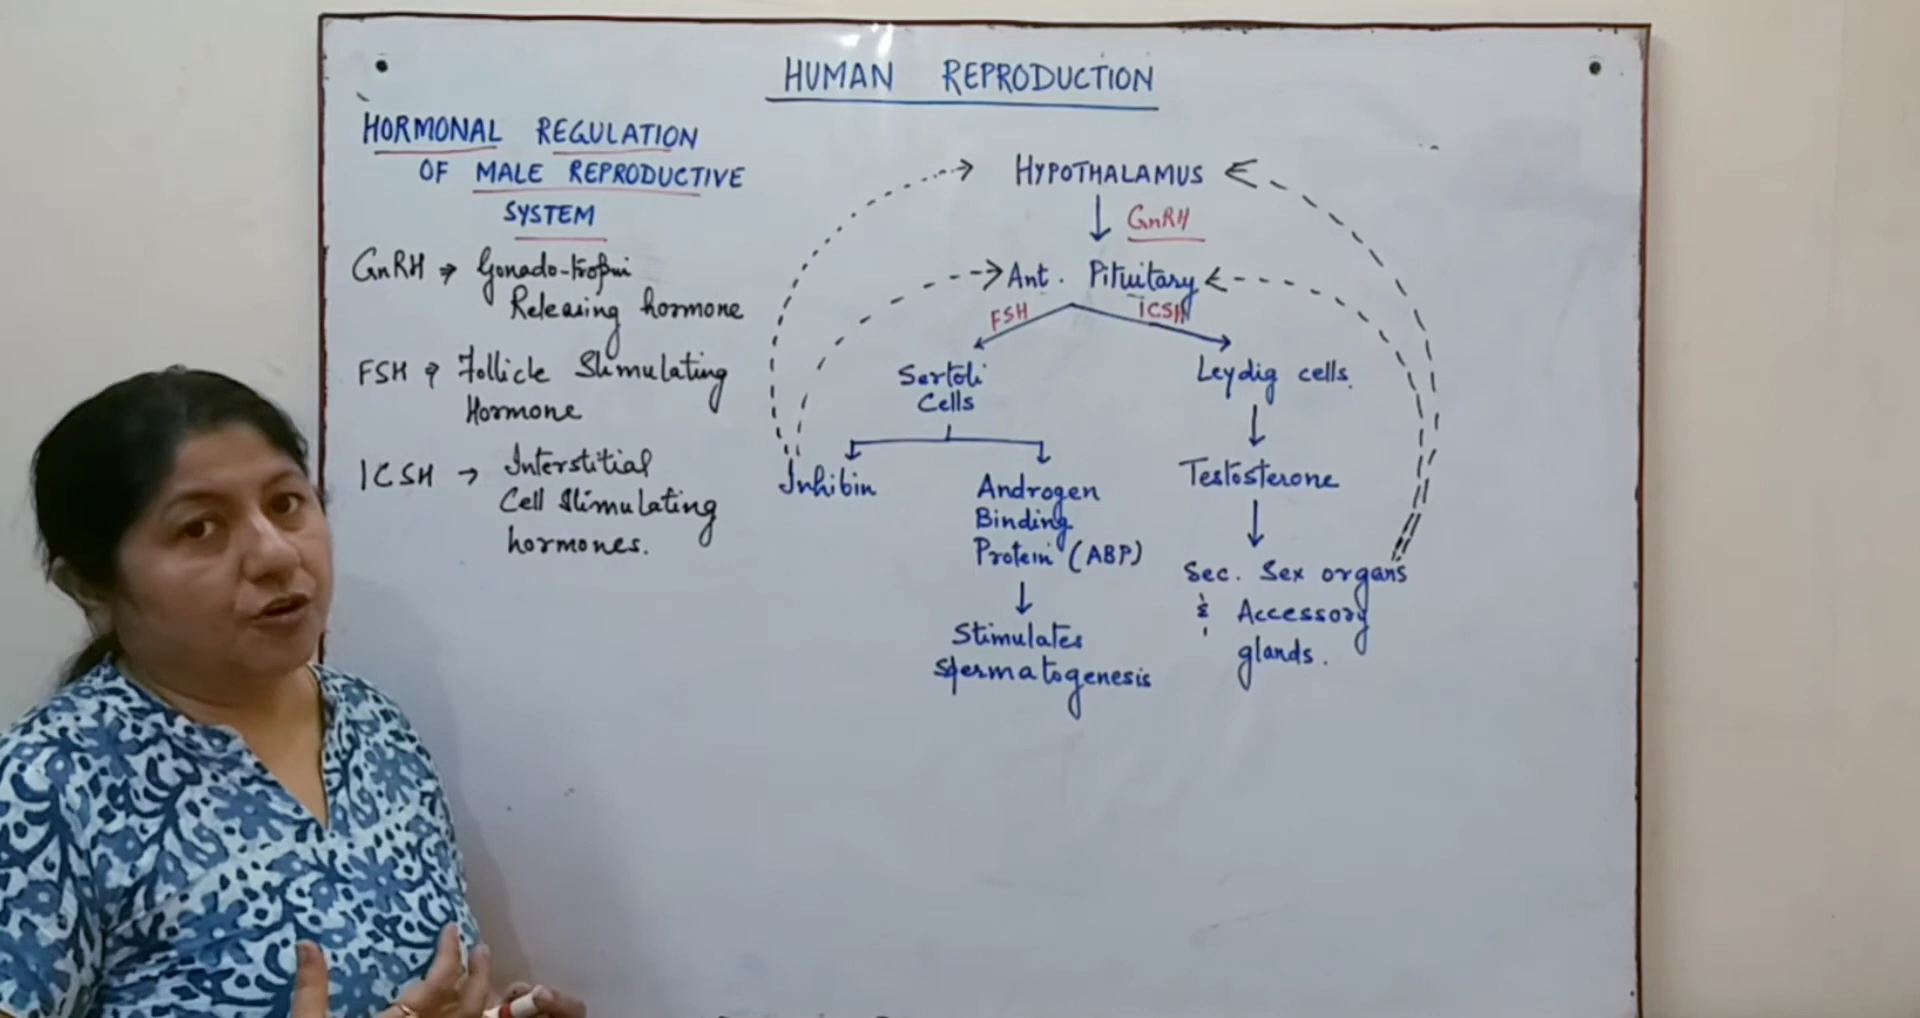 HUMAN REPRODUCTION
HORMONAL REGULATION
OF MALE REPRODUCTIVE
SYSTEM
GnRH → Gonado-tropin
Releasing hormone
FSH → Follicle Stimulating
Hormone
ICSH → Interstitial
Cell Stimulating
hormones.
HYPOTHALAMUS
GnRH
Ant. Pituitary
FSH
ICSH
Sertoli
Cells
Leydig cells.
Inhibin
Androgen
Binding
Protein (ABP)
Stimulates
Spermatogenesis
Testosterone
Sec. Sex organs
& Accessory
glands.